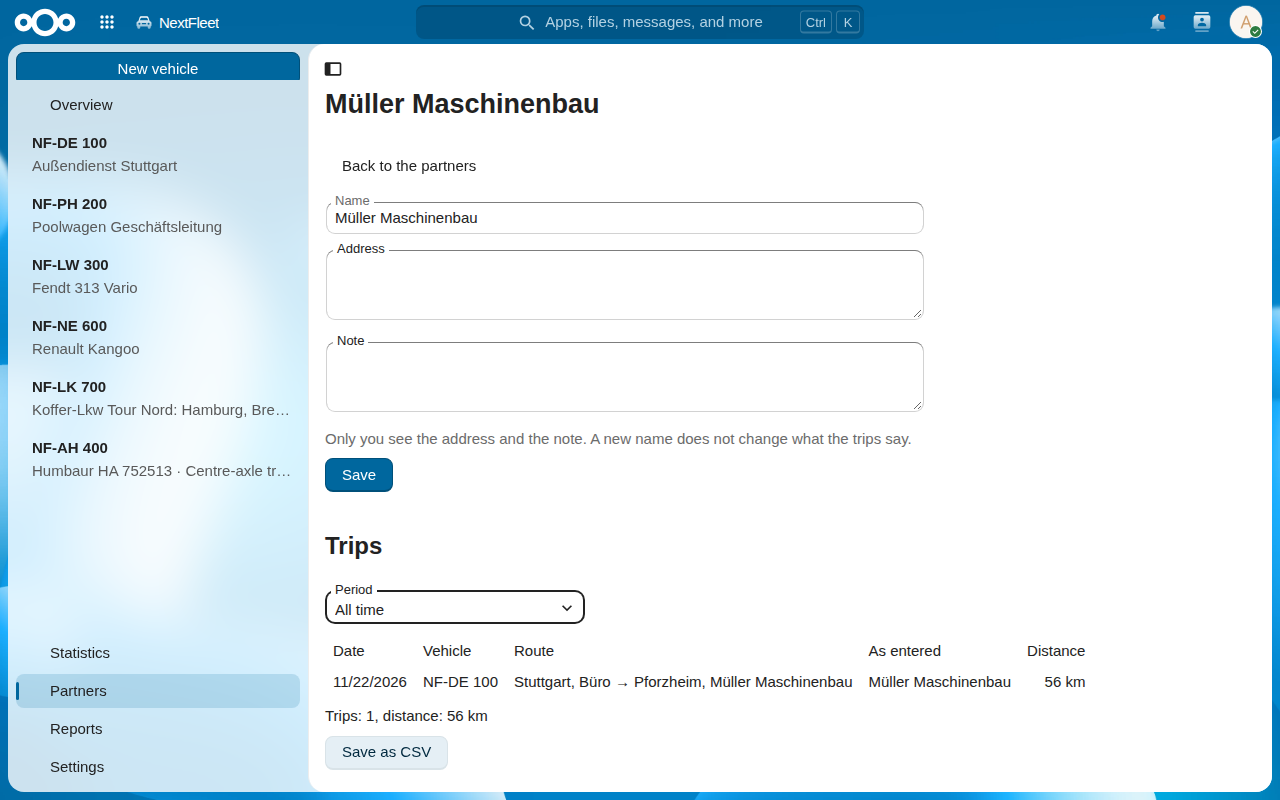 NextFleet
Apps, files, messages, and more
Ctrl
K
A
New vehicle
Overview
NF-DE 100
Außendienst Stuttgart
NF-PH 200
Poolwagen Geschäftsleitung
NF-LW 300
Fendt 313 Vario
NF-NE 600
Renault Kangoo
NF-LK 700
Koffer-Lkw Tour Nord: Hamburg, Bre…
NF-AH 400
Humbaur HA 752513 · Centre-axle tr…
Statistics
Partners
Reports
Settings
Müller Maschinenbau
Back to the partners
Name
Müller Maschinenbau
Address
Note
Only you see the address and the note. A new name does not change what the trips say.
Save
Trips
Period
All time
Date Vehicle Route As entered Distance
11/22/2026 NF-DE 100 Stuttgart, Büro → Pforzheim, Müller Maschinenbau Müller Maschinenbau 56 km
Trips: 1, distance: 56 km
Save as CSV